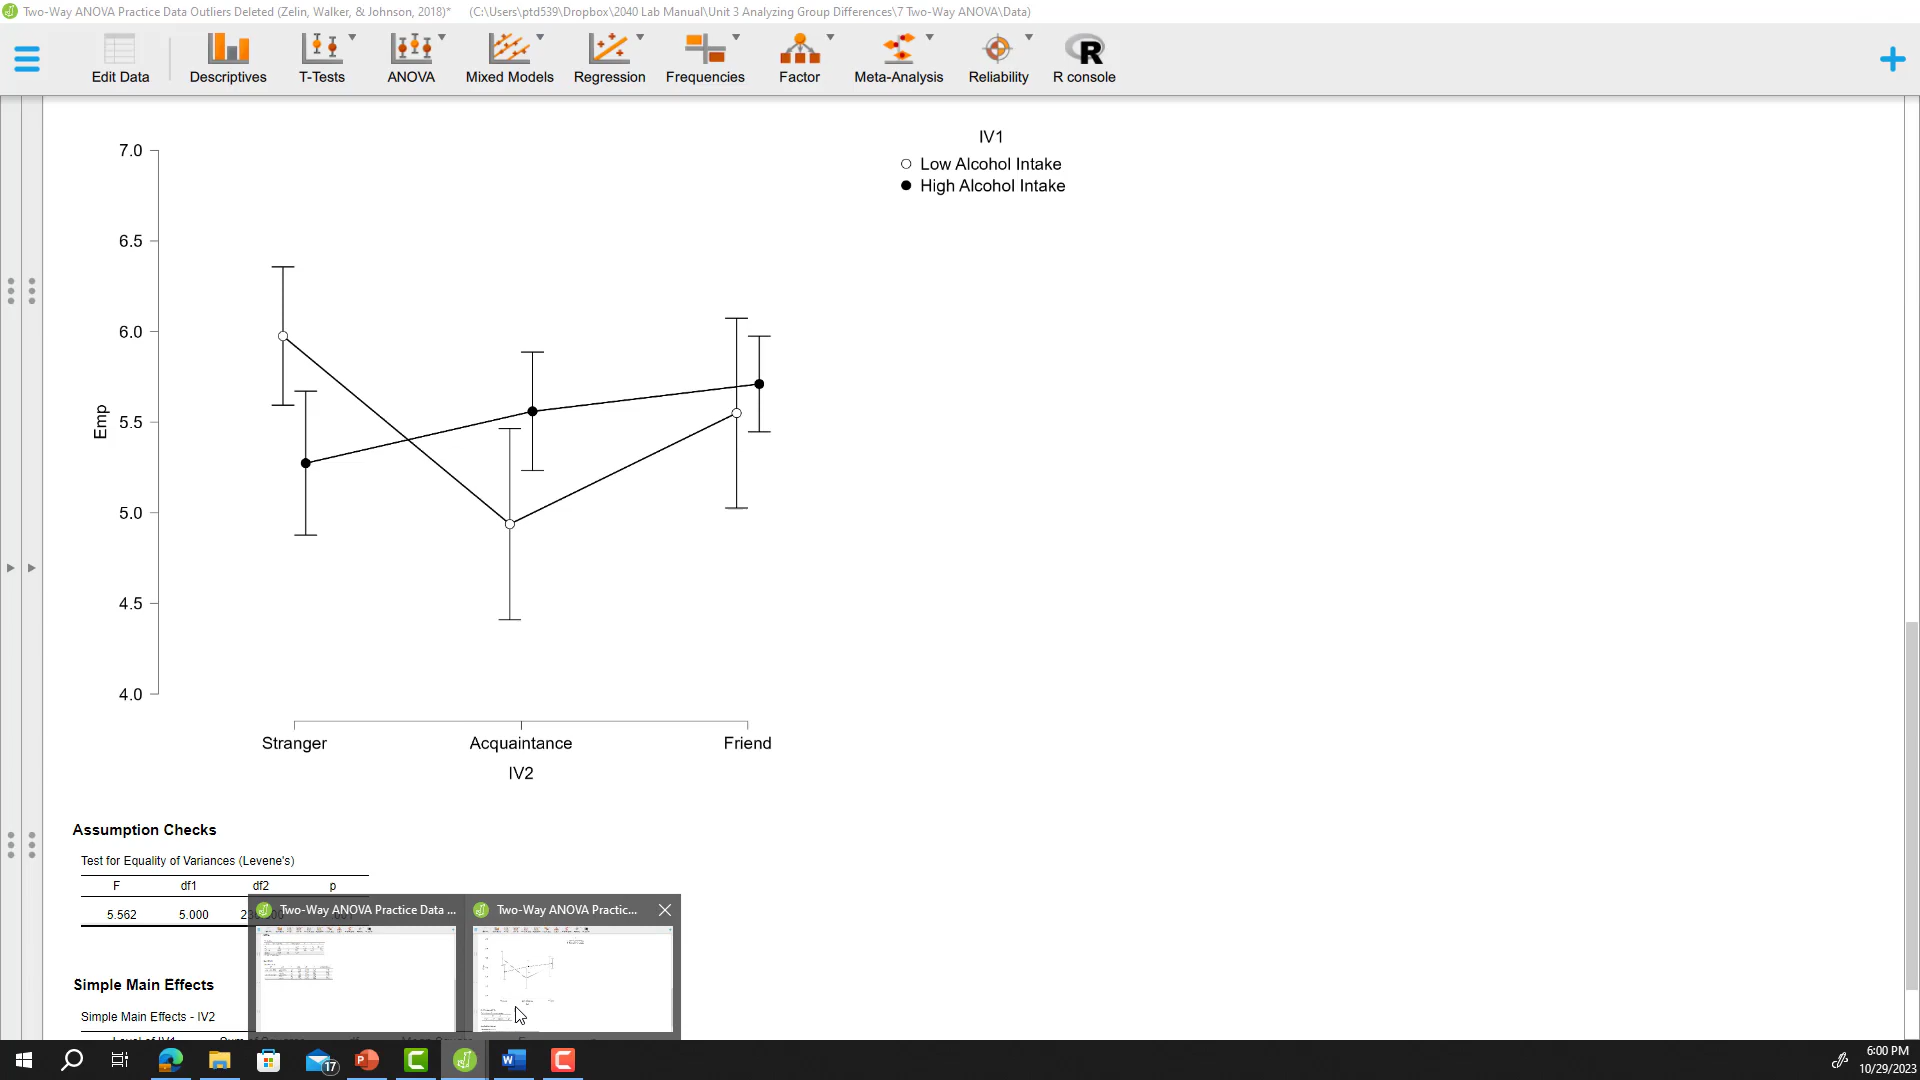 Two-Way ANOVA Practice Data Outliers Deleted (Zelin, Walker, & Johnson, 2018)* (C:\Users\ptd539\Dropbox\2040 Lab Manual\Unit 3 Analyzing Group Differences\7 Two-Way ANOVA\Data)
Edit Data Descriptives T-Tests ANOVA Mixed Models Regression Frequencies Factor Meta-Analysis Reliability R console
IV1
Low Alcohol Intake
High Alcohol Intake
7.0
6.5
6.0
5.5
5.0
4.5
4.0
Emp
Stranger Acquaintance Friend
IV2
Assumption Checks
Test for Equality of Variances (Levene's)
F df1 df2 p
5.562 5.000
Two-Way ANOVA Practice Data ... Two-Way ANOVA Practic...
Simple Main Effects
Simple Main Effects - IV2
17
6:00 PM
10/29/2023